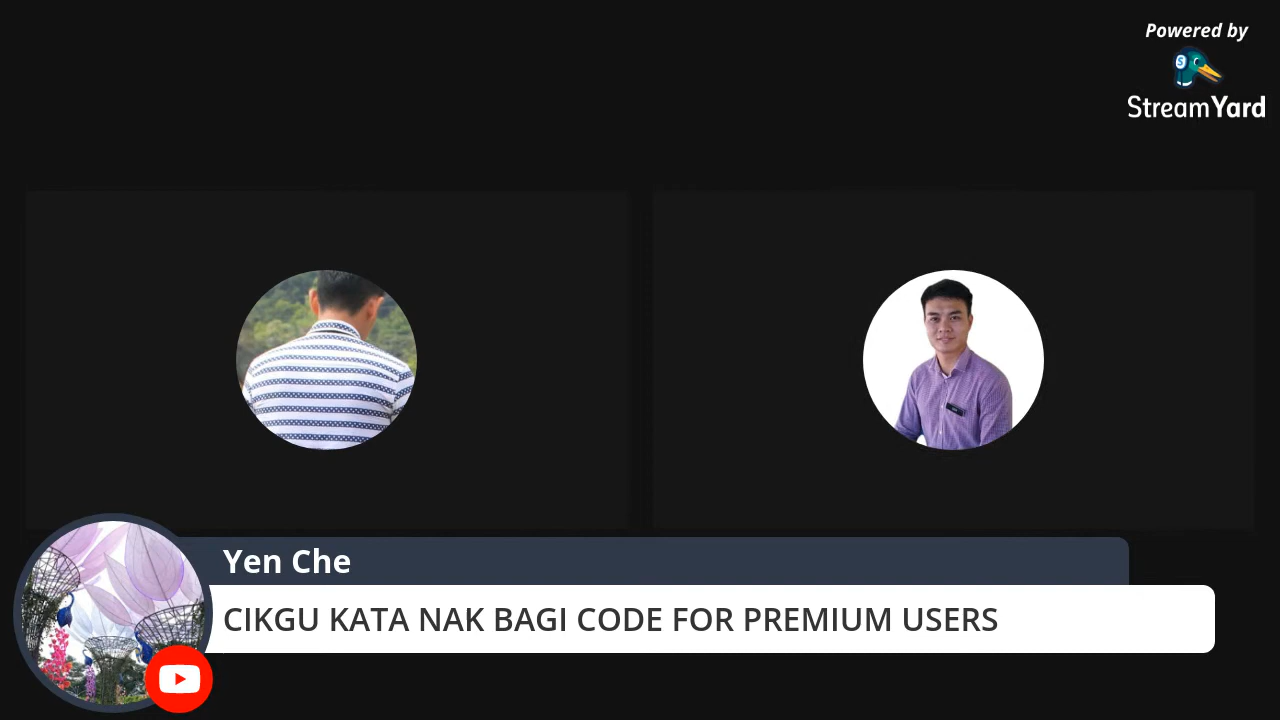 Powered by
StreamYard
Yen Che
CIKGU KATA NAK BAGI CODE FOR PREMIUM USERS